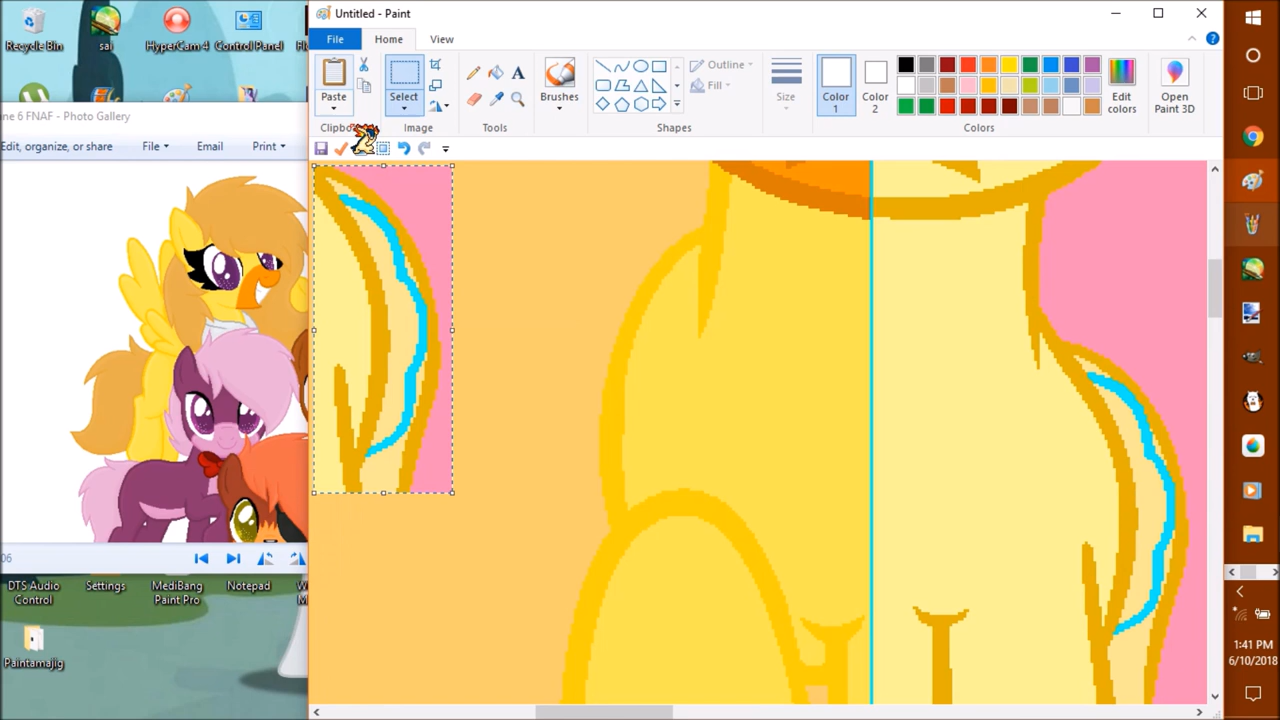 Recycle Bin
sai
HyperCam 4
Control Panel
Untitled - Paint
File
Home
View
Paste
Select
Brushes
Outline
Fill
Size
Color 1
Color 2
Edit colors
Open Paint 3D
Image
Tools
Shapes
Colors
ane 6 FNAF - Photo Gallery
Edit, organize, or share
File
Email
Print
06
DTS Audio Control
Settings
MediBang Paint Pro
Notepad
Paintamajig
1:41 PM
6/10/2018